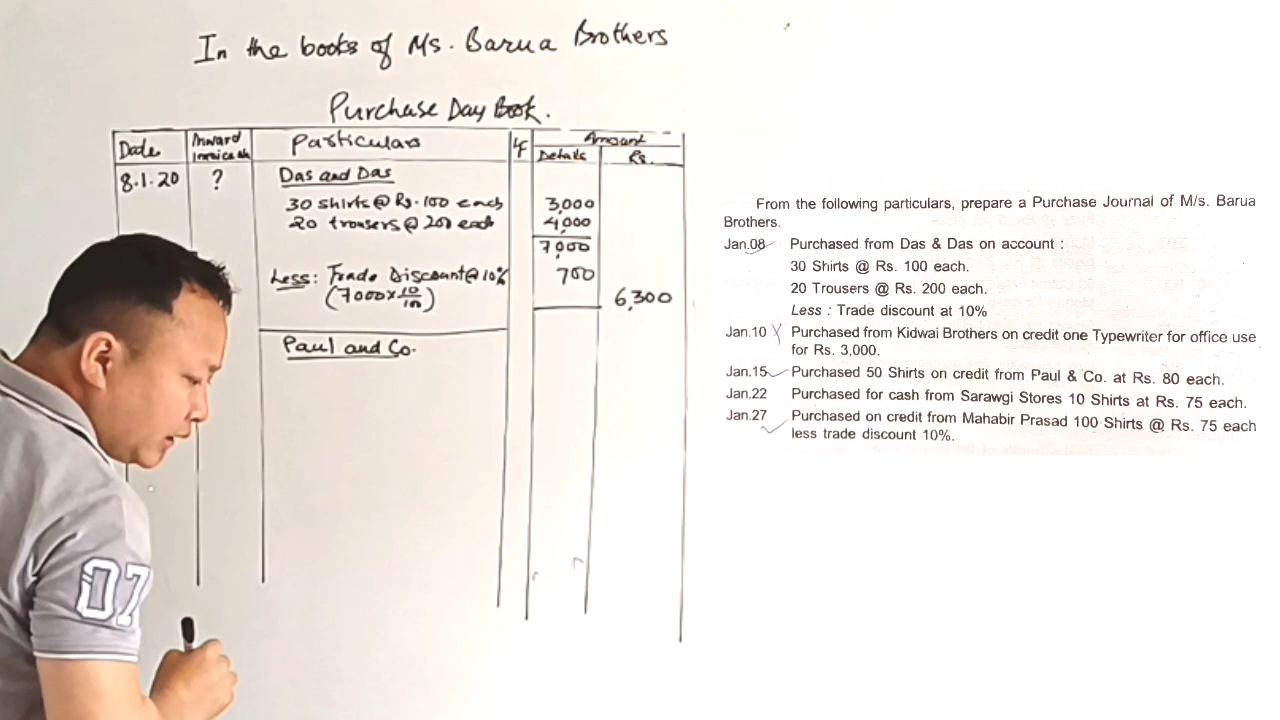 In the books of Ms. Barua Brothers
Purchase Day Book.
Date
Inward
Invoice
Particulars
LF
Amount
Details
Rs.
8.1.20
?
Das and Das
30 shirts @ Rs. 100 each
3,000
20 trousers @ 200 each
4,000
7,000
Less: Trade Discount @ 10%
700
(7000 x 10/100)
6,300
Paul and Co.
07
From the following particulars, prepare a Purchase Journal of M/s. Barua
Brothers.
Jan.08 Purchased from Das & Das on account :
30 Shirts @ Rs. 100 each.
20 Trousers @ Rs. 200 each.
Less : Trade discount at 10%
Jan.10 Purchased from Kidwai Brothers on credit one Typewriter for office use
for Rs. 3,000.
Jan.15 Purchased 50 Shirts on credit from Paul & Co. at Rs. 80 each.
Jan.22 Purchased for cash from Sarawgi Stores 10 Shirts at Rs. 75 each.
Jan.27 Purchased on credit from Mahabir Prasad 100 Shirts @ Rs. 75 each
less trade discount 10%.